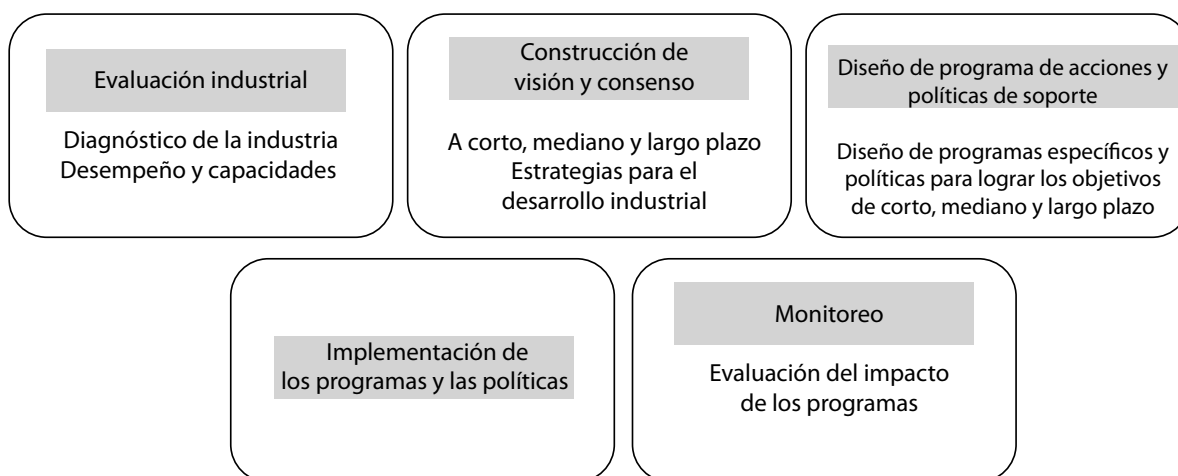 Evaluación industrial
Diagnóstico de la industria
Desempeño y capacidades
Construcción de
visión y consenso
A corto, mediano y largo plazo
Estrategias para el
desarrollo industrial
Diseño de programa de acciones y
políticas de soporte
Diseño de programas específicos y
políticas para lograr los objetivos
de corto, mediano y largo plazo
Implementación de
los programas y las políticas
Monitoreo
Evaluación del impacto
de los programas